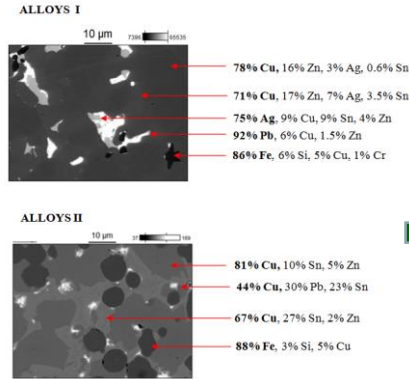 ALLOYS I
10 μm 7386 65535
78% Cu, 16% Zn, 3% Ag, 0.6% Sn
71% Cu, 17% Zn, 7% Ag, 3.5% Sn
75% Ag, 9% Cu, 9% Sn, 4% Zn
92% Pb, 6% Cu, 1.5% Zn
86% Fe, 6% Si, 5% Cu, 1% Cr
ALLOYS II
10 μm 37 169
81% Cu, 10% Sn, 5% Zn
44% Cu, 30% Pb, 23% Sn
67% Cu, 27% Sn, 2% Zn
88% Fe, 3% Si, 5% Cu